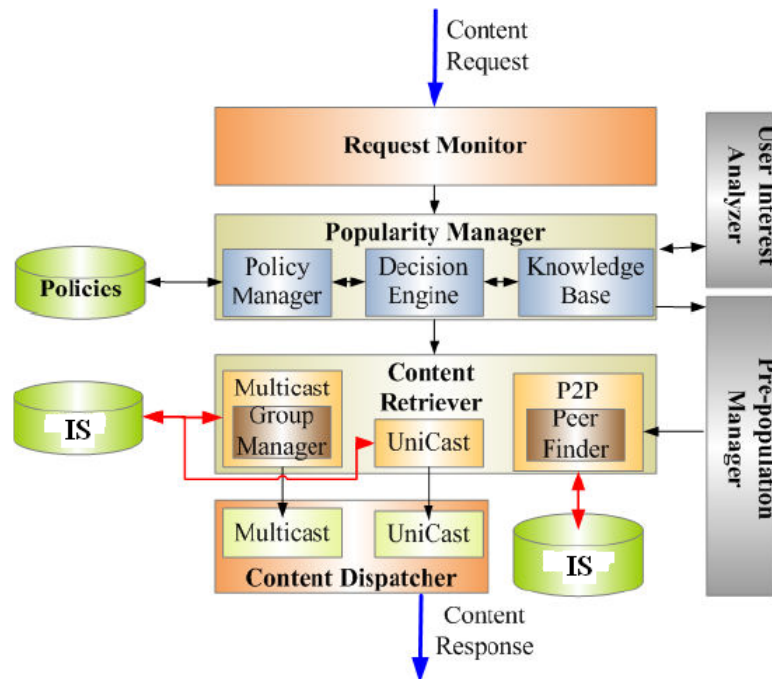 Content
Request
Request Monitor
User Interest
Analyzer
Popularity Manager
Policies
Policy
Manager
Decision
Engine
Knowledge
Base
Pre-population
Manager
IS
Multicast
Group
Manager
Content
Retriever
UniCast
P2P
Peer
Finder
Multicast
UniCast
IS
Content Dispatcher
Content
Response